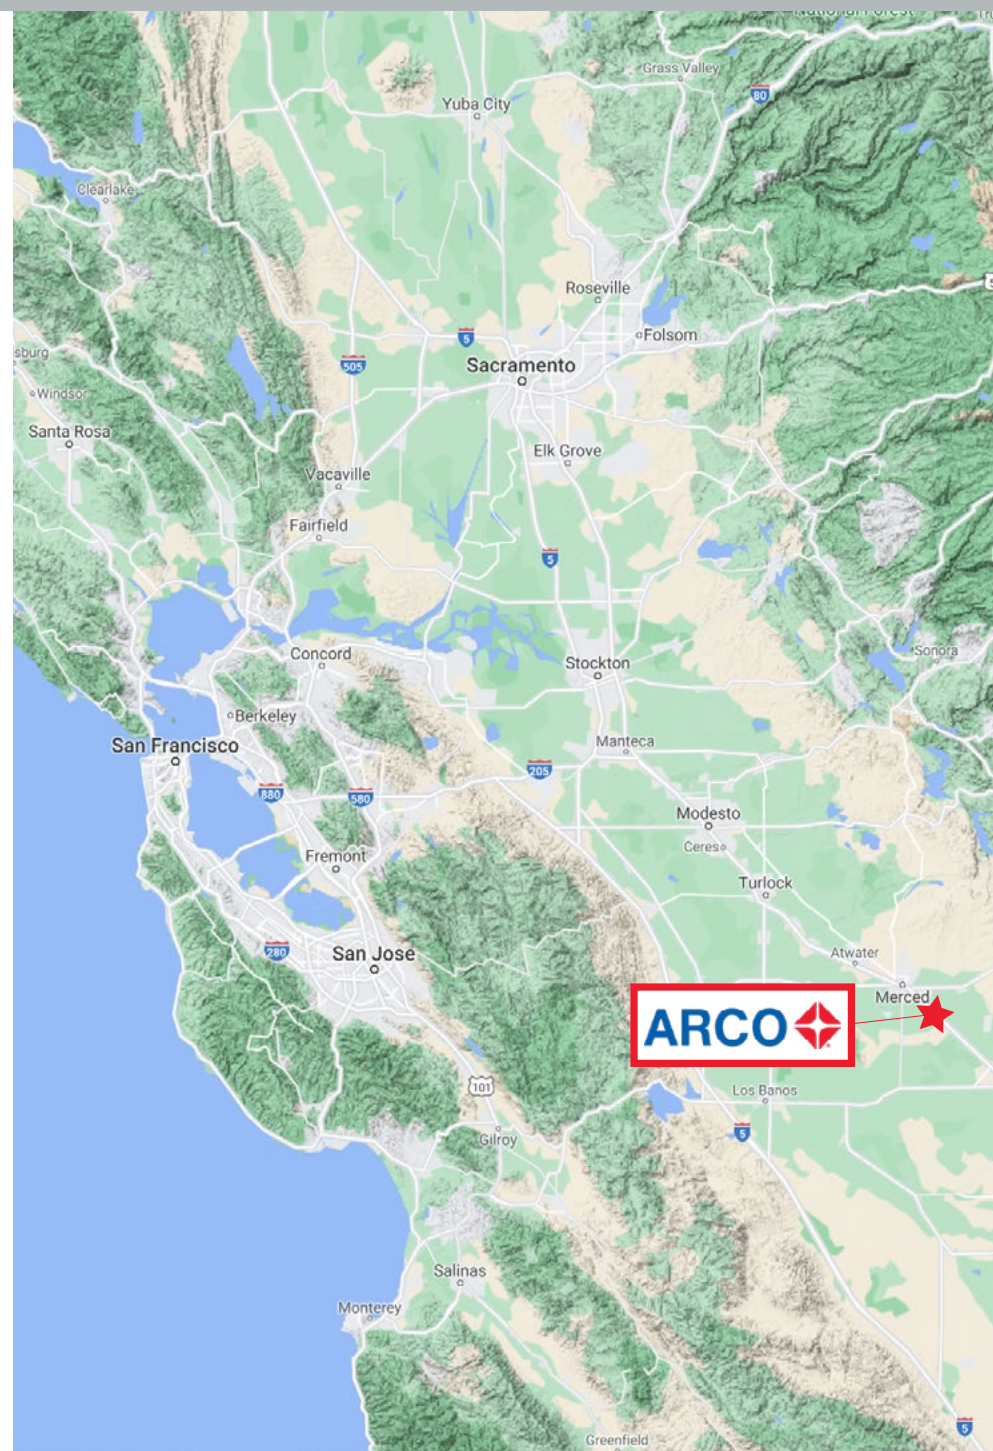 Grass Valley
80
Yuba City
Clearlake
Roseville
5
Folsom
505
Sacramento
sburg
Windsor
Santa Rosa
Elk Grove
Vacaville
Fairfield
5
Concord
Stockton
Sonora
Berkeley
San Francisco
Manteca
205
880
580
Modesto
Ceres
Fremont
Turlock
280
San Jose
Atwater
Merced
ARCO
101
Los Banos
5
Gilroy
Salinas
Monterey
5
Greenfield